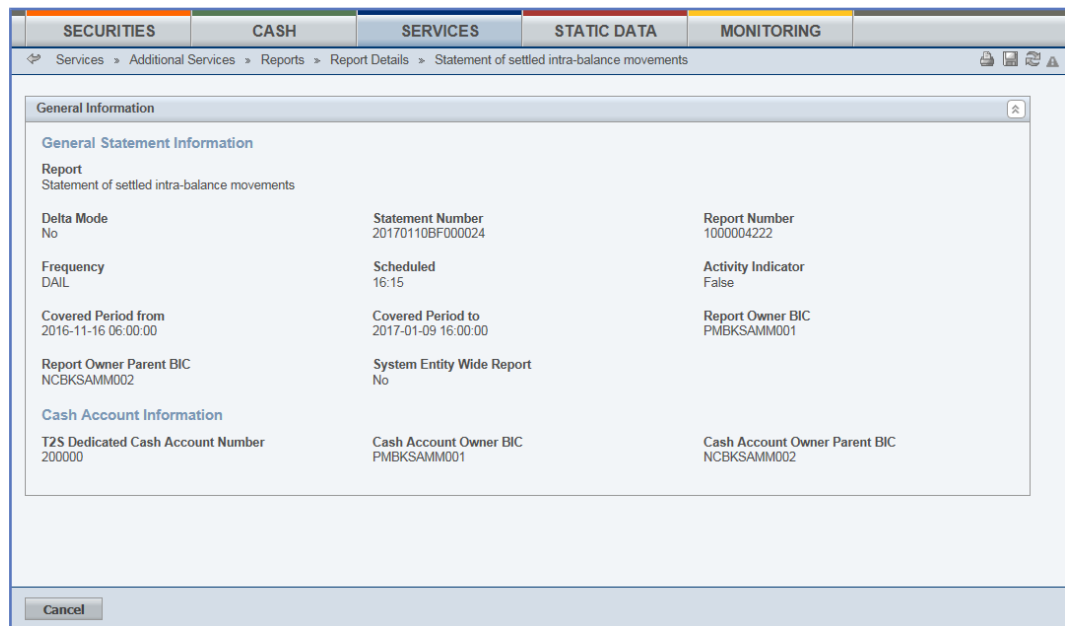 SECURITIES CASH SERVICES STATIC DATA MONITORING
Services » Additional Services » Reports » Report Details » Statement of settled intra-balance movements
General Information
General Statement Information
Report
Statement of settled intra-balance movements
Delta Mode Statement Number Report Number
No 20170110BF000024 1000004222
Frequency Scheduled Activity Indicator
DAIL 16:15 False
Covered Period from Covered Period to Report Owner BIC
2016-11-16 06:00:00 2017-01-09 16:00:00 PMBKSAMM001
Report Owner Parent BIC System Entity Wide Report
NCBKSAMM002 No
Cash Account Information
T2S Dedicated Cash Account Number Cash Account Owner BIC Cash Account Owner Parent BIC
200000 PMBKSAMM001 NCBKSAMM002
Cancel